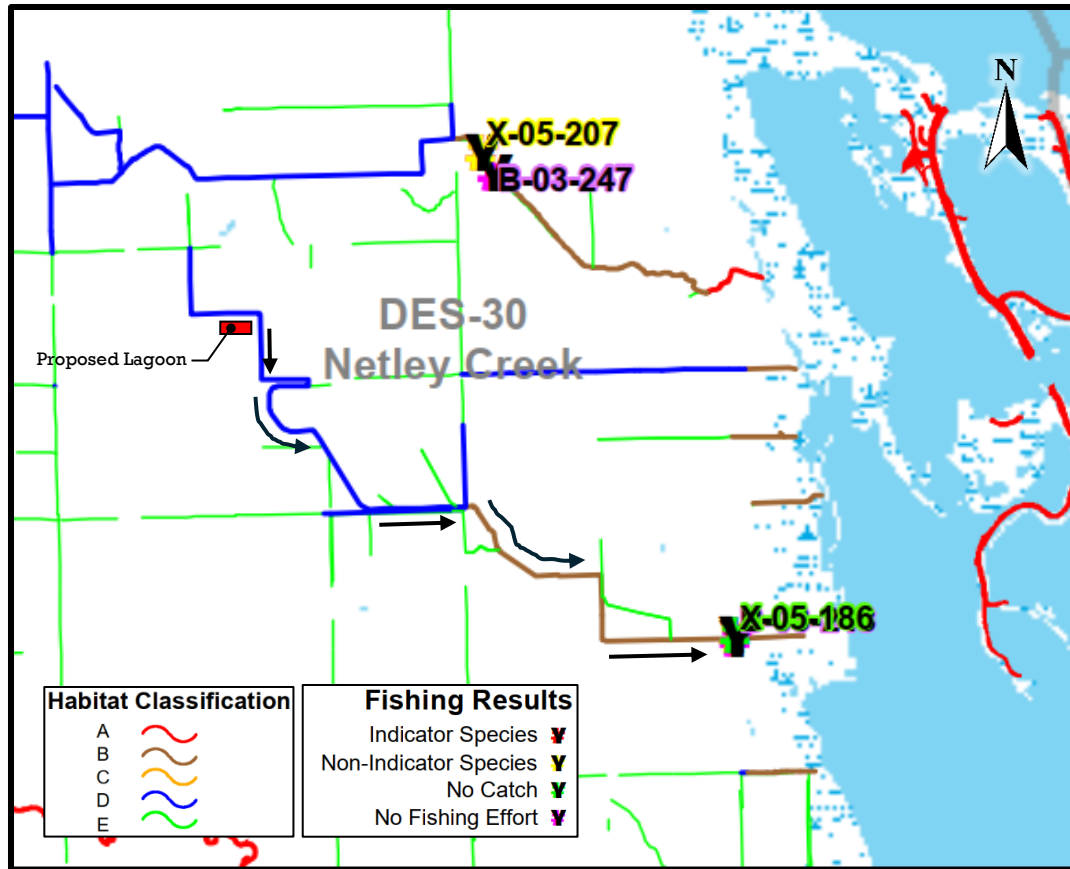 N
X-05-207
B-03-247
DES-30
Netley Creek
Proposed Lagoon
X-05-186
Habitat Classification
A
B
C
D
E
Fishing Results
Indicator Species
Non-Indicator Species
No Catch
No Fishing Effort